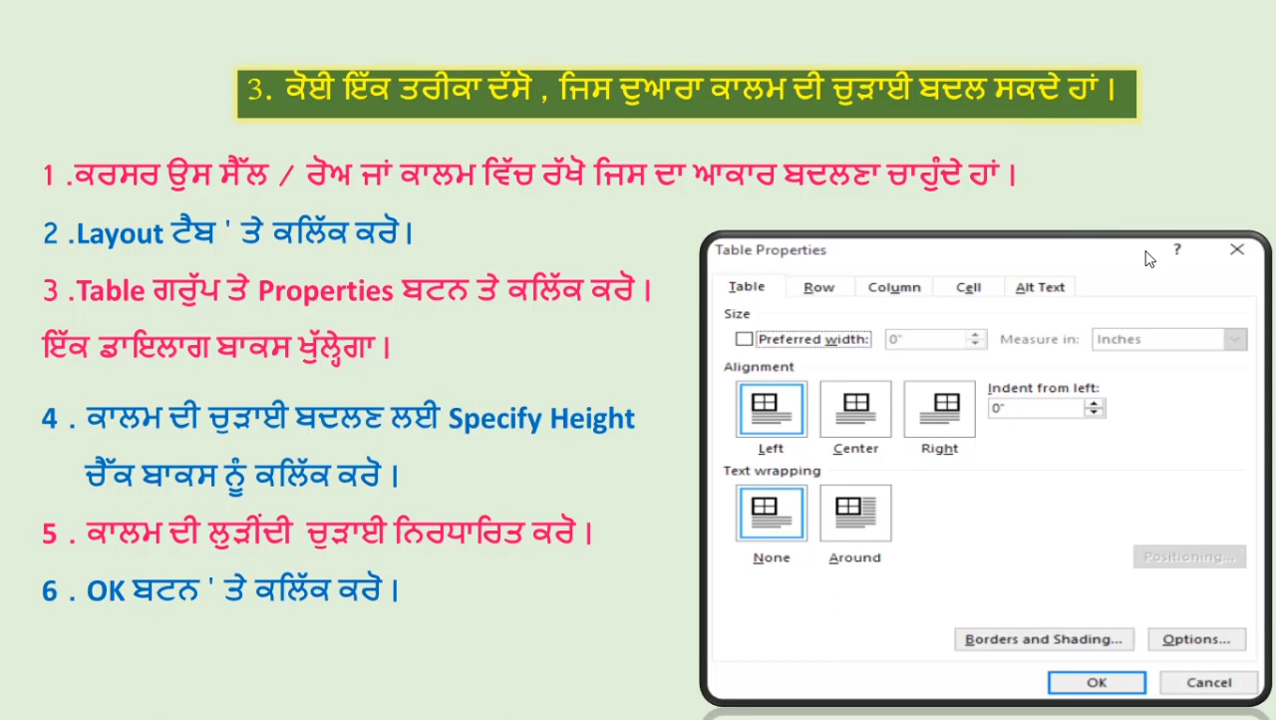 3. ਕੋਈ ਇੱਕ ਤਰੀਕਾ ਦੱਸੋ , ਜਿਸ ਦੁਆਰਾ ਕਾਲਮ ਦੀ ਚੁੜਾਈ ਬਦਲ ਸਕਦੇ ਹਾਂ ।
1 .ਕਰਸਰ ਉਸ ਸੈੱਲ / ਰੋਅ ਜਾਂ ਕਾਲਮ ਵਿੱਚ ਰੱਖੋ ਜਿਸ ਦਾ ਆਕਾਰ ਬਦਲਣਾ ਚਾਹੁੰਦੇ ਹਾਂ ।
2 .Layout ਟੈਬ ' ਤੇ ਕਲਿੱਕ ਕਰੋ ।
3 .Table ਗਰੁੱਪ ਤੇ Properties ਬਟਨ ਤੇ ਕਲਿੱਕ ਕਰੋ ।
ਇੱਕ ਡਾਇਲਾਗ ਬਾਕਸ ਖੁੱਲ੍ਹੇਗਾ ।
4 . ਕਾਲਮ ਦੀ ਚੁੜਾਈ ਬਦਲਣ ਲਈ Specify Height
ਚੈੱਕ ਬਾਕਸ ਨੂੰ ਕਲਿੱਕ ਕਰੋ ।
5 . ਕਾਲਮ ਦੀ ਲੁੜੀਂਦੀ ਚੁੜਾਈ ਨਿਰਧਾਰਿਤ ਕਰੋ ।
6 . OK ਬਟਨ ' ਤੇ ਕਲਿੱਕ ਕਰੋ ।
Table Properties ?
Table Row Column Cell Alt Text
Size
Preferred width: 0" Measure in: Inches
Alignment
Indent from left:
0"
Left Center Right
Text wrapping
None Around
Positioning...
Borders and Shading... Options...
OK Cancel